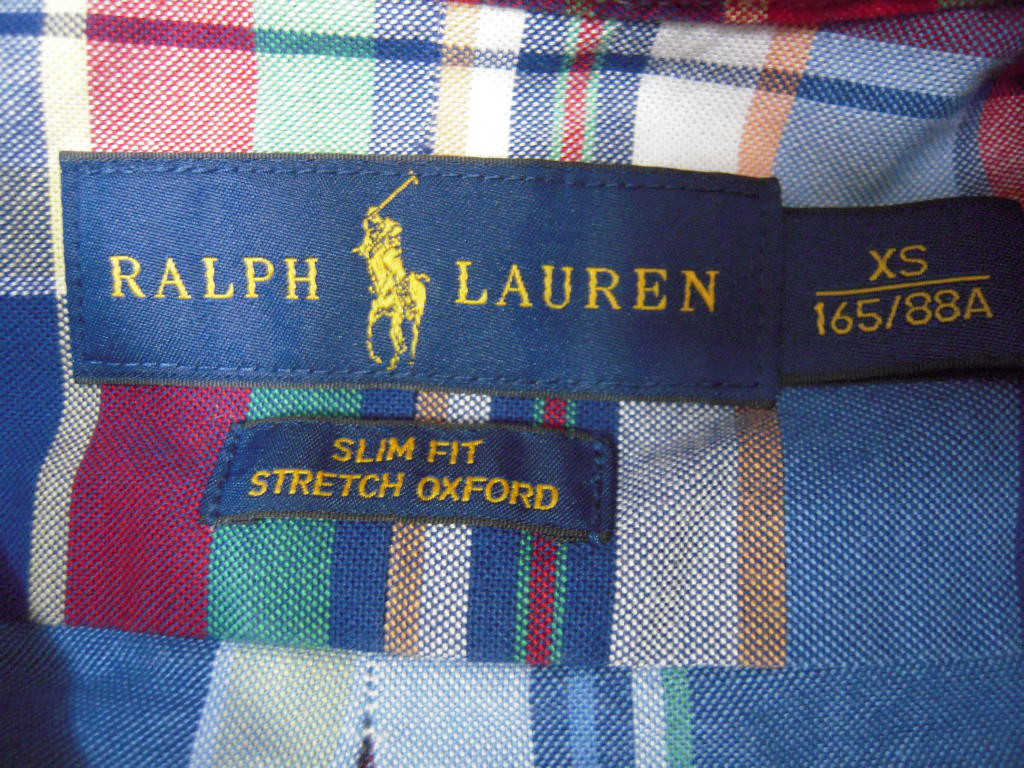 RALPH LAUREN
XS
165/88A
SLIM FIT
STRETCH OXFORD